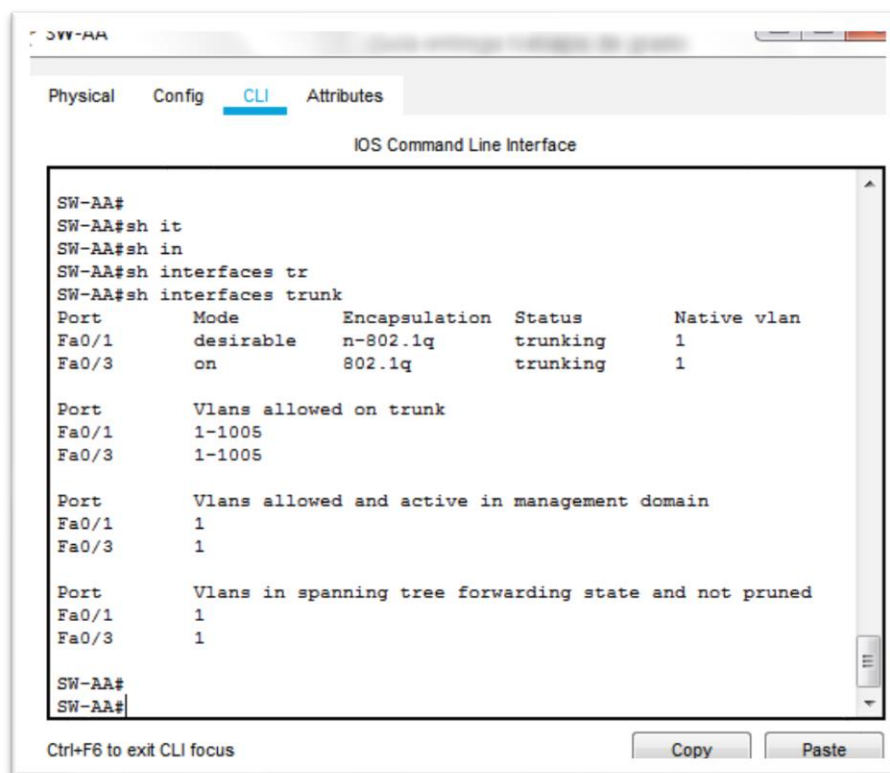 SW-AA
Physical Config CLI Attributes
IOS Command Line Interface
SW-AA#
SW-AA#sh it
SW-AA#sh in
SW-AA#sh interfaces tr
SW-AA#sh interfaces trunk
Port Mode Encapsulation Status Native vlan
Fa0/1 desirable n-802.1q trunking 1
Fa0/3 on 802.1q trunking 1
Port Vlans allowed on trunk
Fa0/1 1-1005
Fa0/3 1-1005
Port Vlans allowed and active in management domain
Fa0/1 1
Fa0/3 1
Port Vlans in spanning tree forwarding state and not pruned
Fa0/1 1
Fa0/3 1
SW-AA#
SW-AA#
Ctrl+F6 to exit CLI focus
Copy Paste